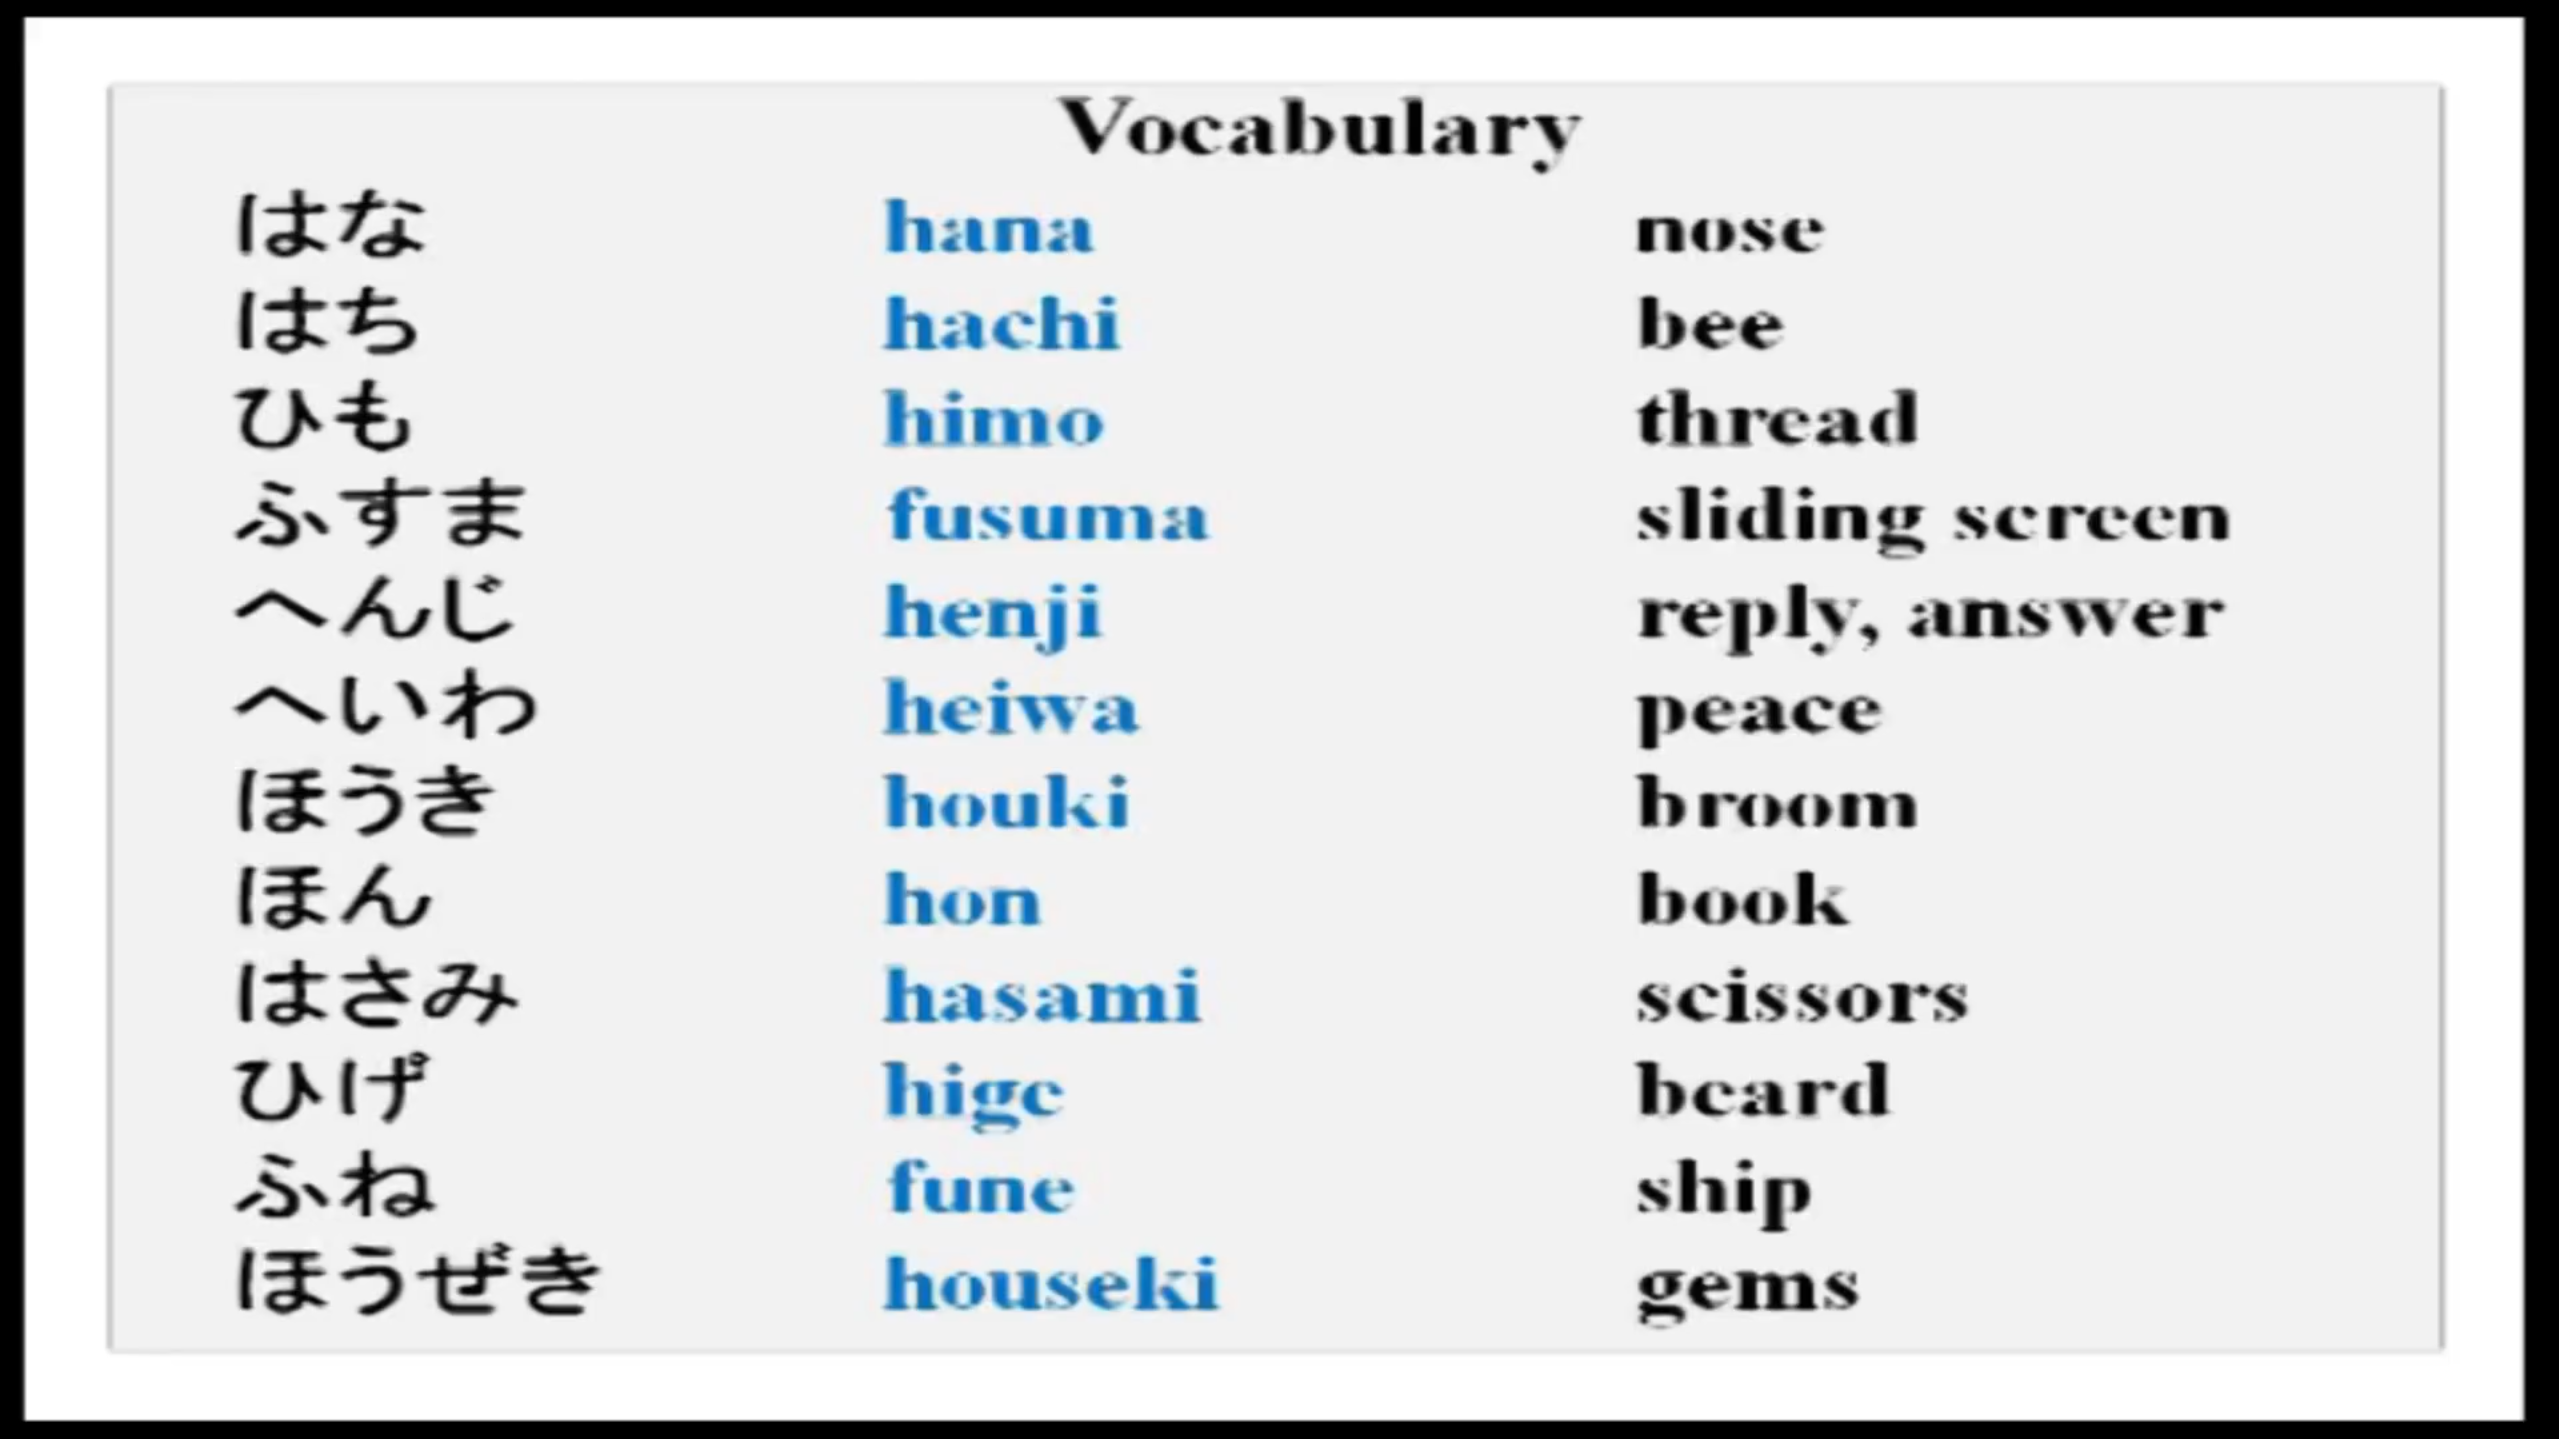 Vocabulary
はな hana nose
はち hachi bee
ひも himo thread
ふすま fusuma sliding screen
へんじ henji reply, answer
へいわ heiwa peace
ほうき houki broom
ほん hon book
はさみ hasami scissors
ひげ hige beard
ふね fune ship
ほうぜき houseki gems